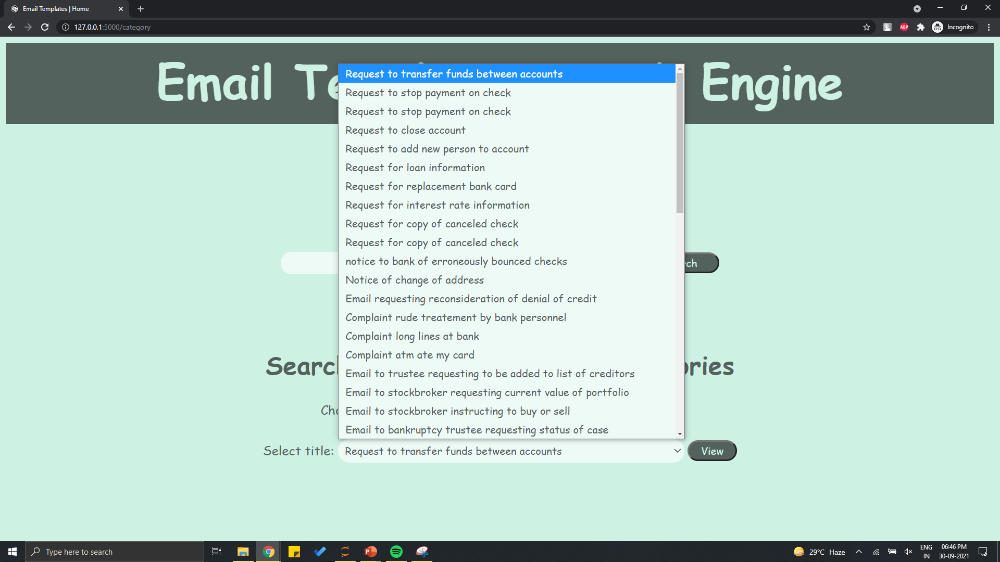 Email Templates | Home
127.0.0.1:5000/category
Incognito
ABP
Email Te Engine
Request to transfer funds between accounts
Request to stop payment on check
Request to stop payment on check
Request to close account
Request to add new person to account
Request for loan information
Request for replacement bank card
Request for interest rate information
Request for copy of canceled check
Request for copy of canceled check
notice to bank of erroneously bounced checks
Notice of change of address
Email requesting reconsideration of denial of credit
Complaint rude treatement by bank personnel
Complaint long lines at bank
Complaint atm ate my card
Email to trustee requesting to be added to list of creditors
Email to stockbroker requesting current value of portfolio
Email to stockbroker instructing to buy or sell
Email to bankruptcy trustee requesting status of case
rch
Search ories
Cho
Select title: Request to transfer funds between accounts View
Type here to search
29°C Haze
ENG
IN
06:46 PM
30-09-2021